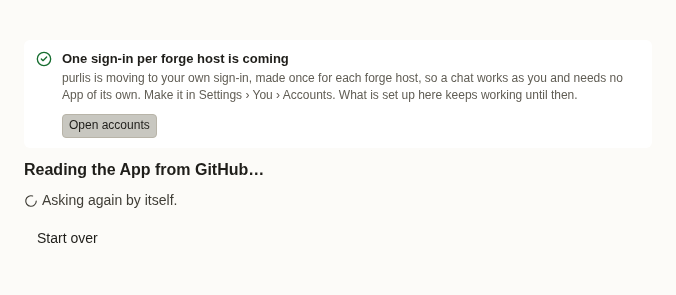 One sign-in per forge host is coming
purlis is moving to your own sign-in, made once for each forge host, so a chat works as you and needs no
App of its own. Make it in Settings › You › Accounts. What is set up here keeps working until then.
Open accounts
Reading the App from GitHub…
Asking again by itself.
Start over